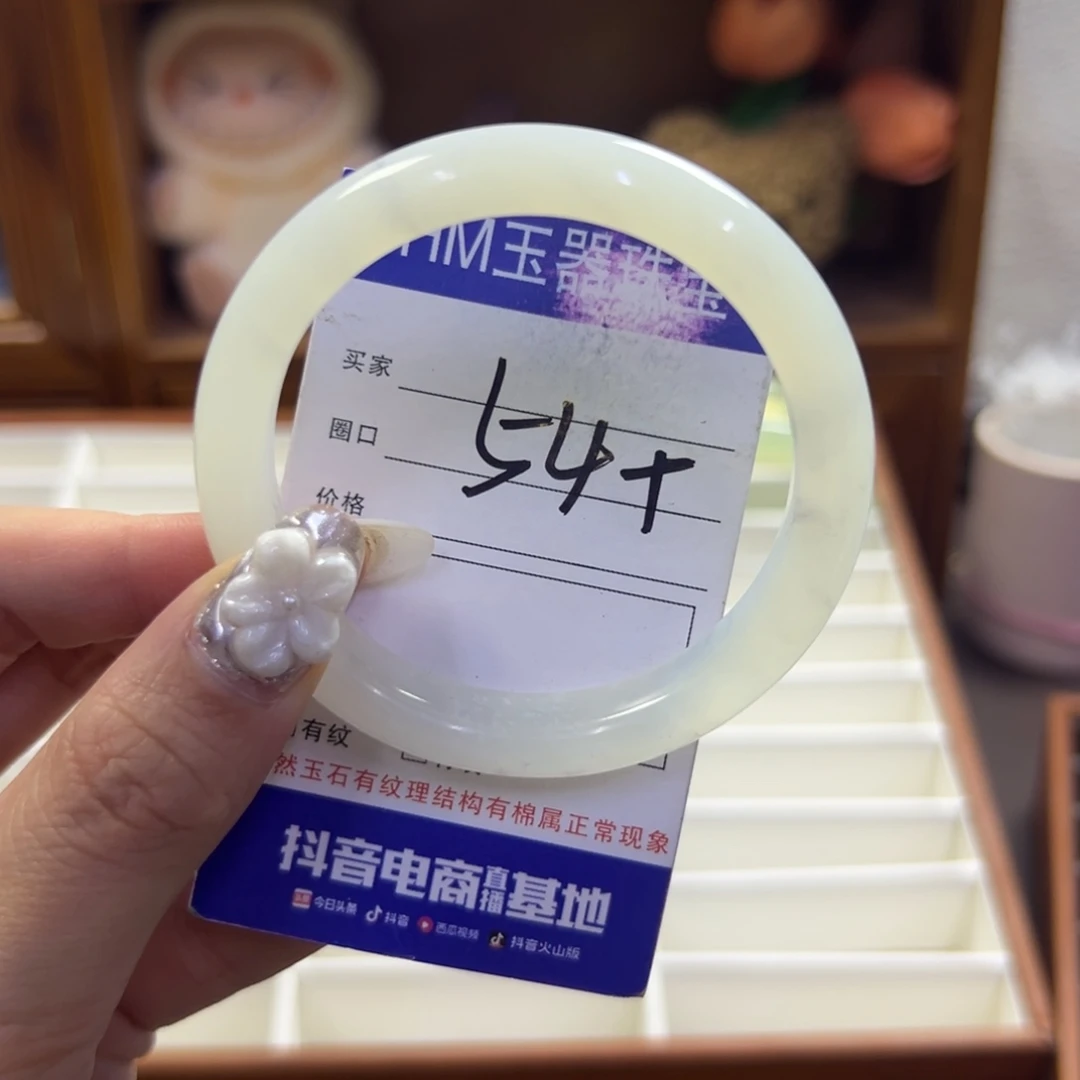 HM玉器珠宝
买家
圈口
54+
价格
有纹
然玉石有纹理结构有棉属正常现象
抖音电商直播基地
今日头条 抖音 西瓜视频 抖音火山版